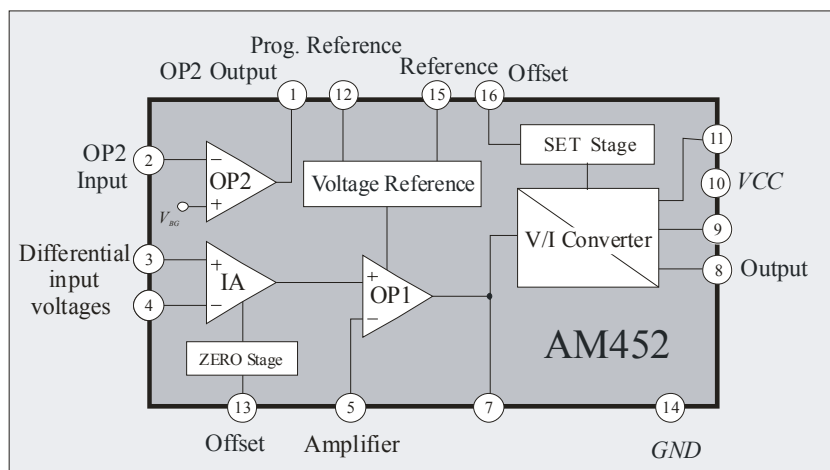 Prog. Reference
OP2 Output
Reference
Offset
1
12
15
16
SET Stage
11
OP2
Input
2
−
OP2
+
V_BG
Voltage Reference
10
VCC
V/I Converter
9
Differential
input
voltages
3
+
IA
−
4
+
OP1
−
8
Output
ZERO Stage
AM452
13
5
7
14
Offset
Amplifier
GND